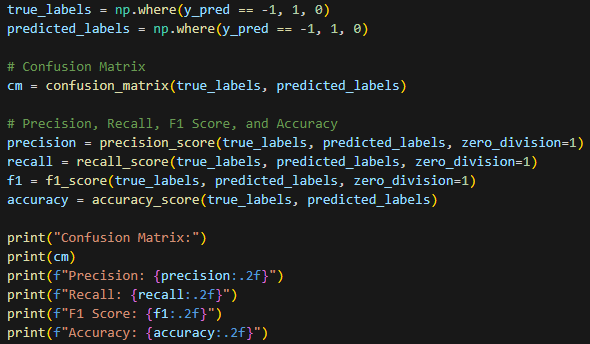 true_labels = np.where(y_pred == -1, 1, 0)
predicted_labels = np.where(y_pred == -1, 1, 0)
# Confusion Matrix
cm = confusion_matrix(true_labels, predicted_labels)
# Precision, Recall, F1 Score, and Accuracy
precision = precision_score(true_labels, predicted_labels, zero_division=1)
recall = recall_score(true_labels, predicted_labels, zero_division=1)
f1 = f1_score(true_labels, predicted_labels, zero_division=1)
accuracy = accuracy_score(true_labels, predicted_labels)
print("Confusion Matrix:")
print(cm)
print(f"Precision: {precision:.2f}")
print(f"Recall: {recall:.2f}")
print(f"F1 Score: {f1:.2f}")
print(f"Accuracy: {accuracy:.2f}")